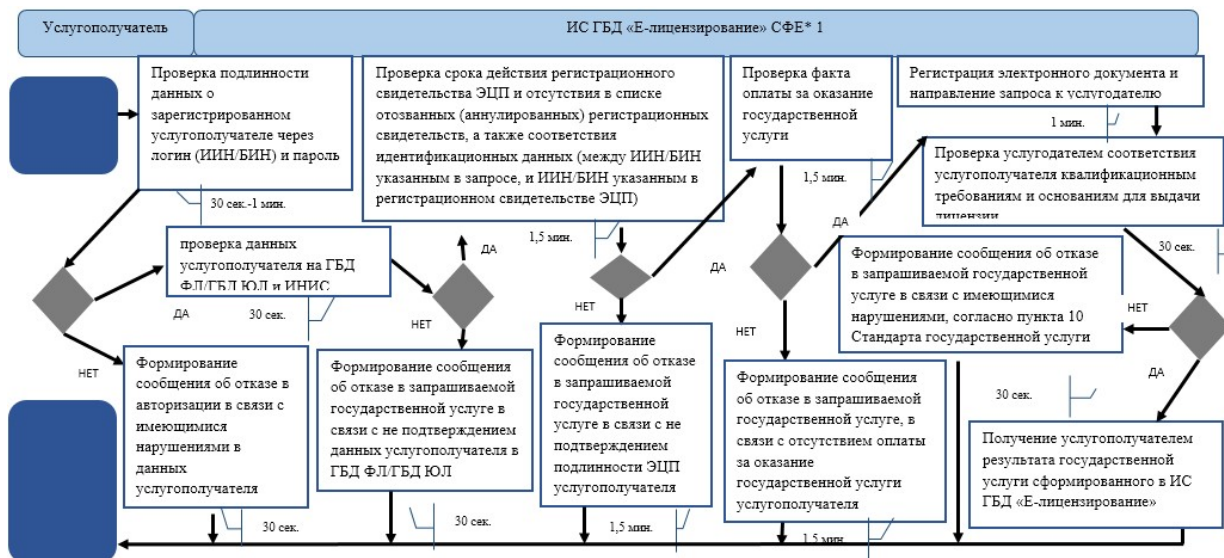 Услугополучатель
ИС ГБД «Е-лицензирование» СФЕ* 1
Проверка подлинности
данных о
зарегистрированном
услугополучателе через
логин (ИИН/БИН) и пароль
30 сек.-1 мин.
Проверка срока действия регистрационного
свидетельства ЭЦП и отсутствия в списке
отозванных (аннулированных) регистрационных
свидетельств, а также соответствия
идентификационных данных (между ИИН/БИН
указанным в запросе, и ИИН/БИН указанным в
регистрационном свидетельстве ЭЦП)
1,5 мин.
Проверка факта
оплаты за оказание
государственной
услуги
1,5 мин.
Регистрация электронного документа и
направление запроса к услугодателю
1 мин.
Проверка услугодателем соответствия
услугополучателя квалификационным
требованиям и основаниям для выдачи
лицензии
30 сек.
проверка данных
услугополучателя на ГБД
ФЛ/ГБД ЮЛ и ИНИС
30 сек.
ДА
НЕТ
ДА
НЕТ
ДА
НЕТ
ДА
НЕТ
ДА
НЕТ
Формирование сообщения об отказе
в запрашиваемой государственной
услуге в связи с имеющимися
нарушениями, согласно пункта 10
Стандарта государственной услуги
30 сек.
Формирование
сообщения об отказе в
авторизации в связи с
имеющимися
нарушениями в
данных
услугополучателя
30 сек.
Формирование сообщения
об отказе в запрашиваемой
государственной услуге в
связи с не подтверждением
данных услугополучателя в
ГБД ФЛ/ГБД ЮЛ
30 сек.
Формирование
сообщения об
отказе в
запрашиваемой
государственной
услуге в связи с не
подтверждением
подлинности ЭЦП
услугополучателя
1,5 мин.
Формирование сообщения
об отказе в запрашиваемой
государственной услуге, в
связи с отсутствием оплаты
за оказание
государственной услуги
услугополучателя
1.5 мин.
Получение услугополучателем
результата государственной
услуги сформированного в ИС
ГБД «Е-лицензирование»